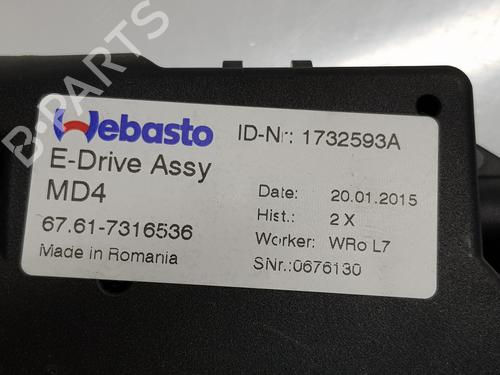 B-PARTS
Webasto
ID-Nr: 1732593A
E-Drive Assy
MD4
67.61-7316536
Made in Romania
Date: 20.01.2015
Hist.: 2 X
Worker: WRo L7
SNr.:0676130